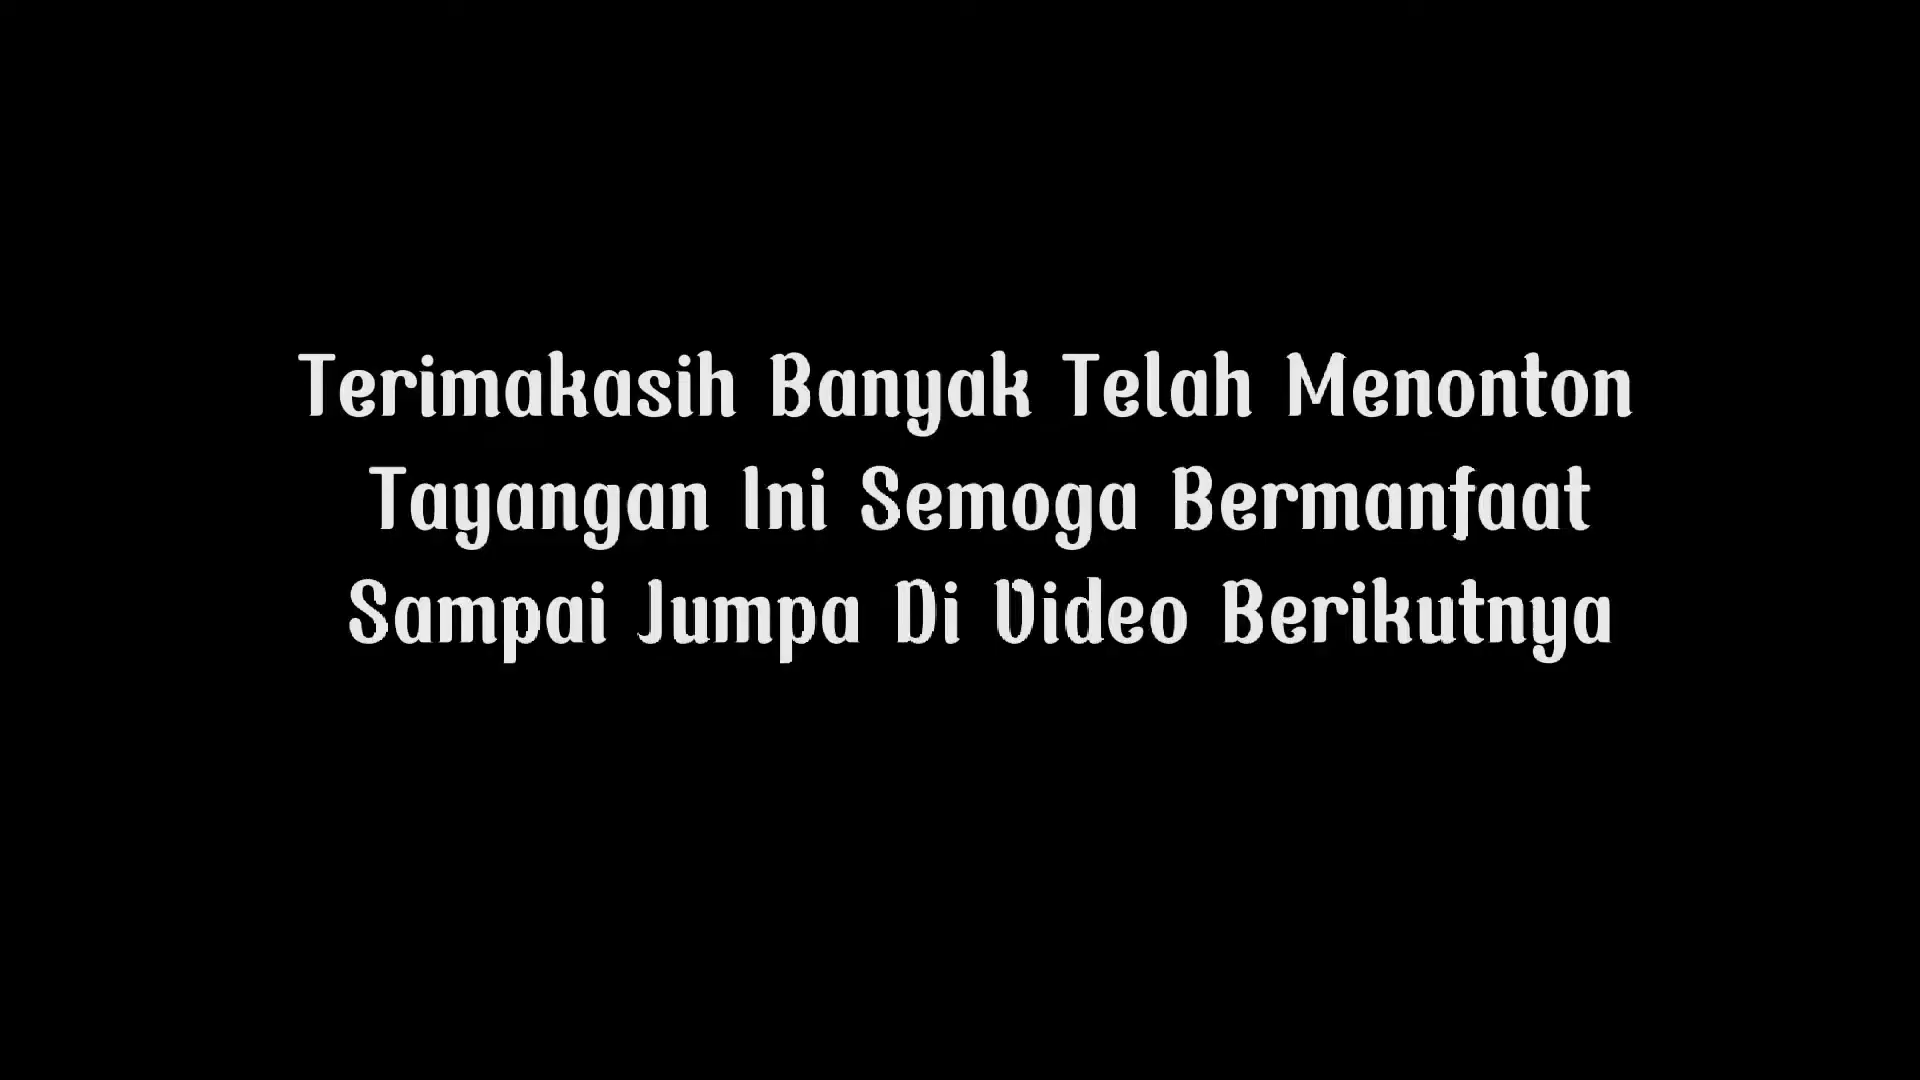 Terimakasih Banyak Telah Menonton
Tayangan Ini Semoga Bermanfaat
Sampai Jumpa Di Video Berikutnya